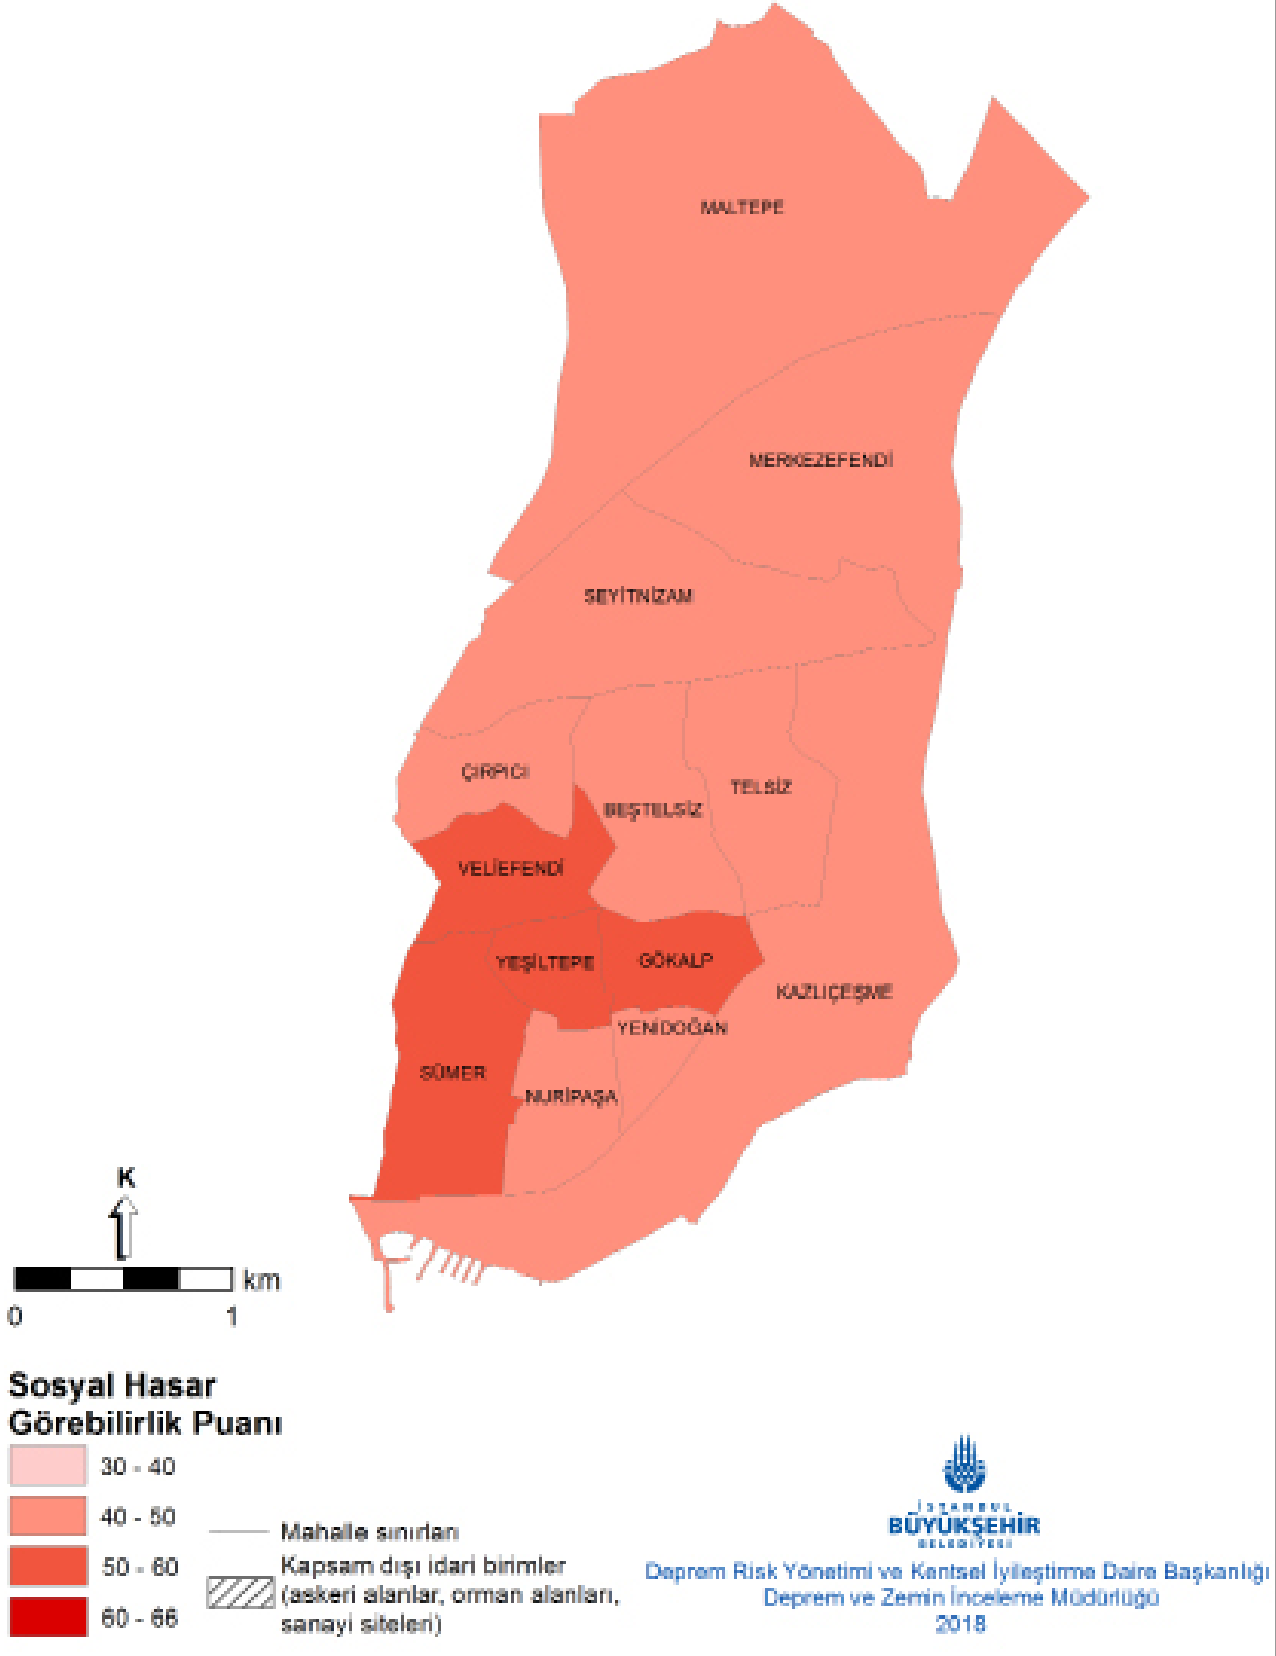 MALTEPE
MERKEZEFENDİ
SEYİTNİZAM
ÇIRPICI
TELSİZ
BEŞTELSİZ
VELİEFENDİ
YEŞİLTEPE
GÖKALP
KAZLIÇEŞME
YENİDOĞAN
SÜMER
NURİPAŞA
K
km
0 1
Sosyal Hasar
Görebilirlik Puanı
30 - 40
40 - 50
50 - 60
60 - 66
Mahalle sınırları
Kapsam dışı idari birimler
(askeri alanlar, orman alanları,
sanayi siteleri)
İSTANBUL
BÜYÜKŞEHİR
BELEDİYESİ
Deprem Risk Yönetimi ve Kentsel İyileştirme Daire Başkanlığı
Deprem ve Zemin İnceleme Müdürlüğü
2018